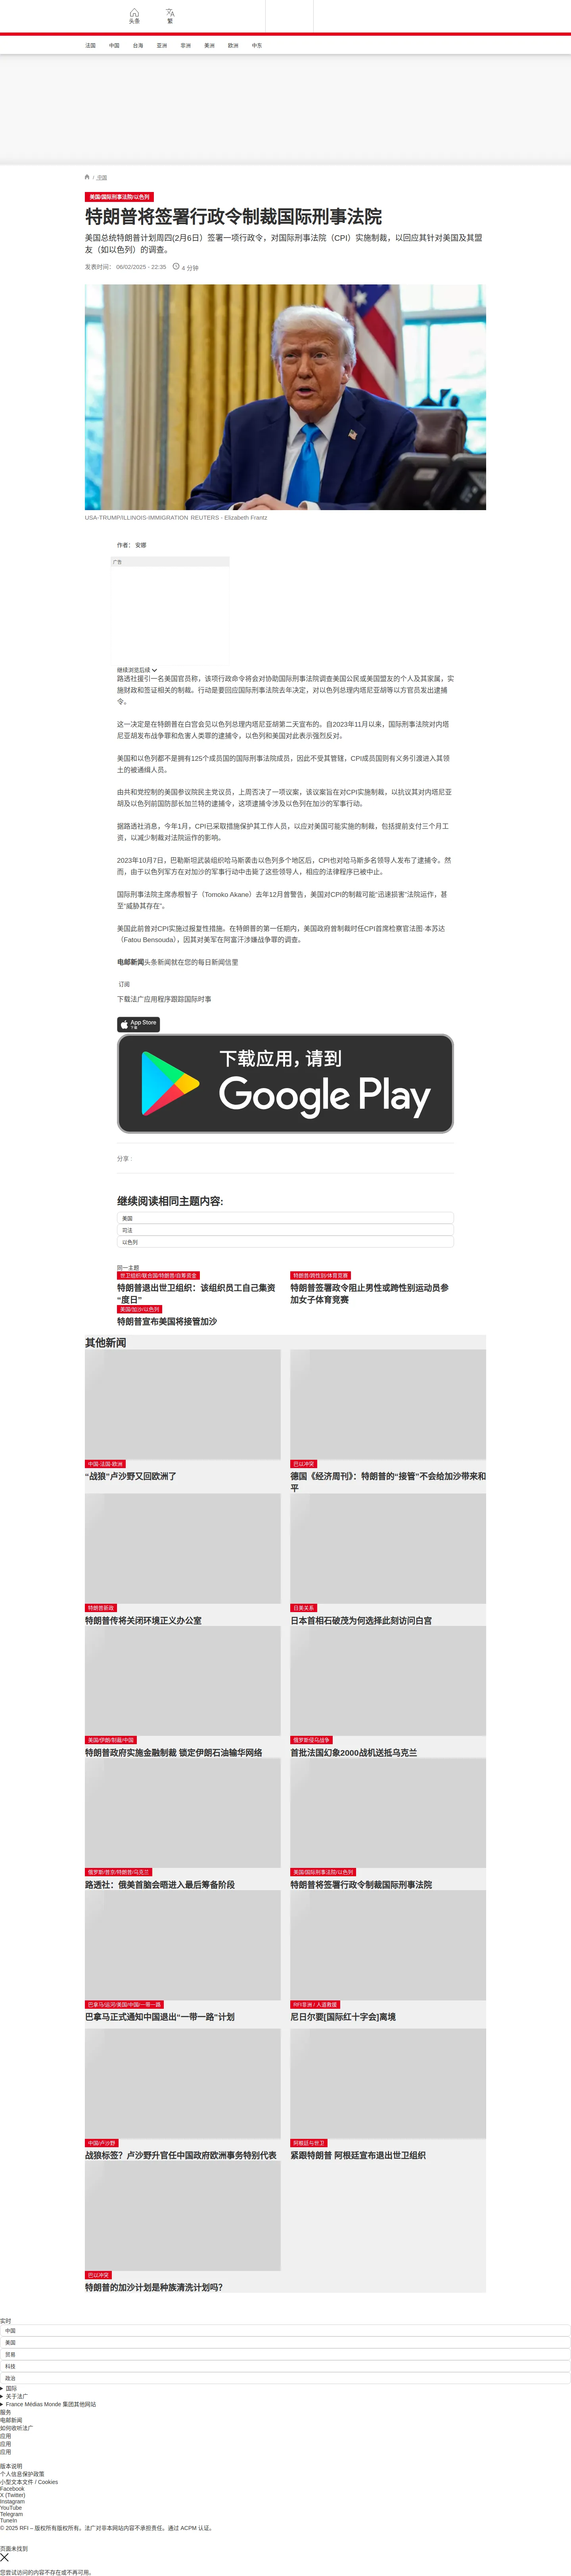 头条
繁
法国
中国
台海
亚洲
非洲
美洲
欧洲
中东
/ 中国
美国/国际刑事法院/以色列
特朗普将签署行政令制裁国际刑事法院
美国总统特朗普计划周四(2月6日）签署一项行政令，对国际刑事法院（CPI）实施制裁，以回应其针对美国及其盟
友（如以色列）的调查。
发表时间： 06/02/2025 - 22:35
4 分钟
USA-TRUMP/ILLINOIS-IMMIGRATION REUTERS - Elizabeth Frantz
作者： 安娜
广告
继续浏览后续
路透社援引一名美国官员称，该项行政命令将会对协助国际刑事法院调查美国公民或美国盟友的个人及其家属，实
施财政和签证相关的制裁。行动是要回应国际刑事法院去年决定，对以色列总理内塔尼亚胡等以方官员发出逮捕
令。
这一决定是在特朗普在白宫会见以色列总理内塔尼亚胡第二天宣布的。自2023年11月以来，国际刑事法院对内塔
尼亚胡发布战争罪和危害人类罪的逮捕令，以色列和美国对此表示强烈反对。
美国和以色列都不是拥有125个成员国的国际刑事法院成员，因此不受其管辖，CPI成员国则有义务引渡进入其领
土的被通缉人员。
由共和党控制的美国参议院民主党议员，上周否决了一项议案，该议案旨在对CPI实施制裁，以抗议其对内塔尼亚
胡及以色列前国防部长加兰特的逮捕令，这项逮捕令涉及以色列在加沙的军事行动。
据路透社消息，今年1月，CPI已采取措施保护其工作人员，以应对美国可能实施的制裁，包括提前支付三个月工
资，以减少制裁对法院运作的影响。
2023年10月7日，巴勒斯坦武装组织哈马斯袭击以色列多个地区后，CPI也对哈马斯多名领导人发布了逮捕令。然
而，由于以色列军方在对加沙的军事行动中击毙了这些领导人，相应的法律程序已被中止。
国际刑事法院主席赤根智子（Tomoko Akane）去年12月曾警告，美国对CPI的制裁可能“迅速损害”法院运作，甚
至“威胁其存在”。
美国此前曾对CPI实施过报复性措施。在特朗普的第一任期内，美国政府曾制裁时任CPI首席检察官法图·本苏达
（Fatou Bensouda），因其对美军在阿富汗涉嫌战争罪的调查。
电邮新闻头条新闻就在您的每日新闻信里
订阅
下载法广应用程序跟踪国际时事
App Store
下载
下载应用，请到
Google Play
分享 :
继续阅读相同主题内容:
美国
司法
以色列
同一主题
世卫组织/联合国/特朗普/自筹资金
特朗普退出世卫组织：该组织员工自己集资
“度日”
特朗普/跨性别/体育竞赛
特朗普签署政令阻止男性或跨性别运动员参
加女子体育竞赛
美国/加沙/以色列
特朗普宣布美国将接管加沙
其他新闻
中国-法国-欧洲
“战狼”卢沙野又回欧洲了
巴以冲突
德国《经济周刊》：特朗普的“接管”不会给加沙带来和
平
特朗普新政
特朗普传将关闭环境正义办公室
日美关系
日本首相石破茂为何选择此刻访问白宫
美国/伊朗/制裁/中国
特朗普政府实施金融制裁 锁定伊朗石油输华网络
俄罗斯侵乌战争
首批法国幻象2000战机送抵乌克兰
俄罗斯/普京/特朗普/乌克兰
路透社：俄美首脑会晤进入最后筹备阶段
美国/国际刑事法院/以色列
特朗普将签署行政令制裁国际刑事法院
巴拿马/运河/美国/中国/一带一路
巴拿马正式通知中国退出“一带一路”计划
RFI非洲 / 人道救援
尼日尔要[国际红十字会]离境
中国/卢沙野
战狼标签？卢沙野升官任中国政府欧洲事务特别代表
阿根廷与世卫
紧跟特朗普 阿根廷宣布退出世卫组织
巴以冲突
特朗普的加沙计划是种族清洗计划吗？
实时
中国
美国
贸易
科技
政治
国际
关于法广
France Médias Monde 集团其他网站
服务
电邮新闻
如何收听法广
应用
应用
应用
版本说明
个人信息保护政策
小型文本文件 / Cookies
Facebook
X (Twitter)
Instagram
YouTube
Telegram
TuneIn
© 2025 RFI – 版权所有版权所有。法广对非本网站内容不承担责任。通过 ACPM 认证。
页面未找到
您尝试访问的内容不存在或不再可用。